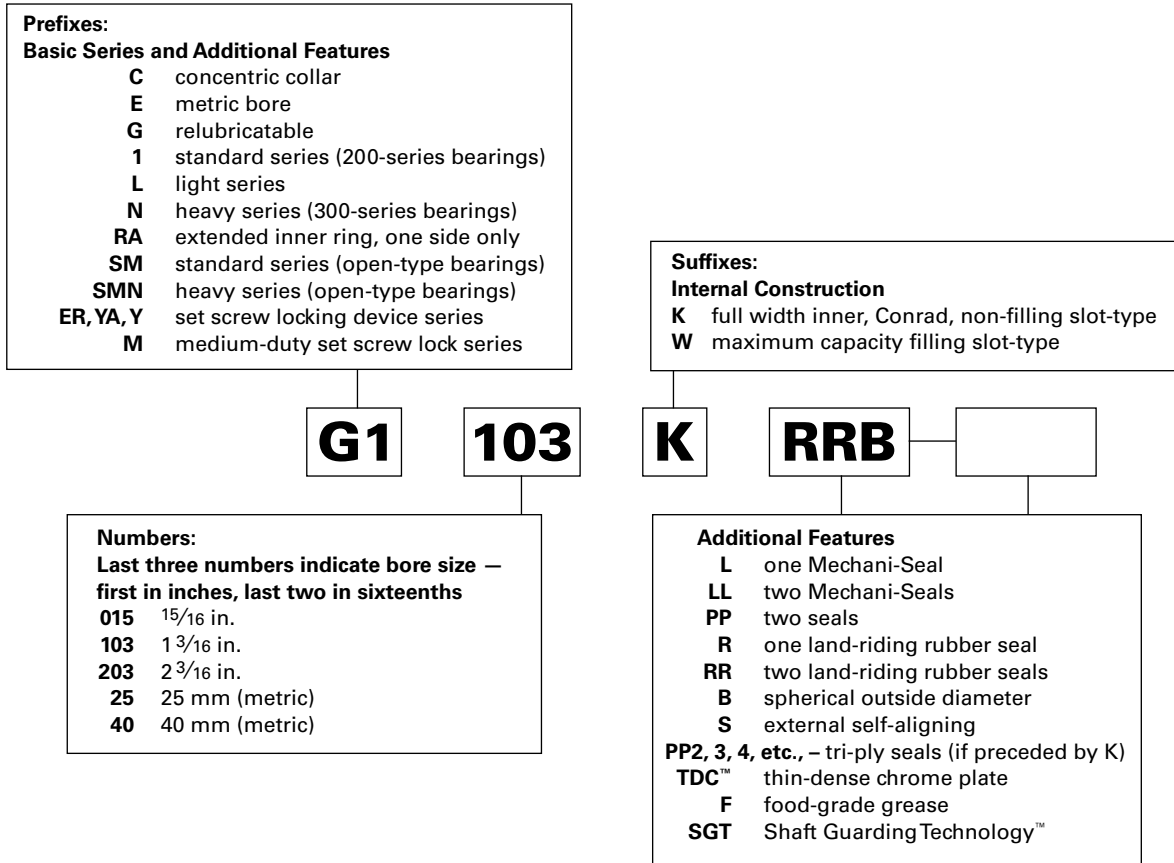 Prefixes:
Basic Series and Additional Features
C concentric collar
E metric bore
G relubricatable
1 standard series (200-series bearings)
L light series
N heavy series (300-series bearings)
RA extended inner ring, one side only
SM standard series (open-type bearings)
SMN heavy series (open-type bearings)
ER, YA, Y set screw locking device series
M medium-duty set screw lock series
Suffixes:
Internal Construction
K full width inner, Conrad, non-filling slot-type
W maximum capacity filling slot-type
G1 103 K RRB
Numbers:
Last three numbers indicate bore size —
first in inches, last two in sixteenths
015 15/16 in.
103 1 3/16 in.
203 2 3/16 in.
25 25 mm (metric)
40 40 mm (metric)
Additional Features
L one Mechani-Seal
LL two Mechani-Seals
PP two seals
R one land-riding rubber seal
RR two land-riding rubber seals
B spherical outside diameter
S external self-aligning
PP2, 3, 4, etc., – tri-ply seals (if preceded by K)
TDC™ thin-dense chrome plate
F food-grade grease
SGT Shaft Guarding Technology™